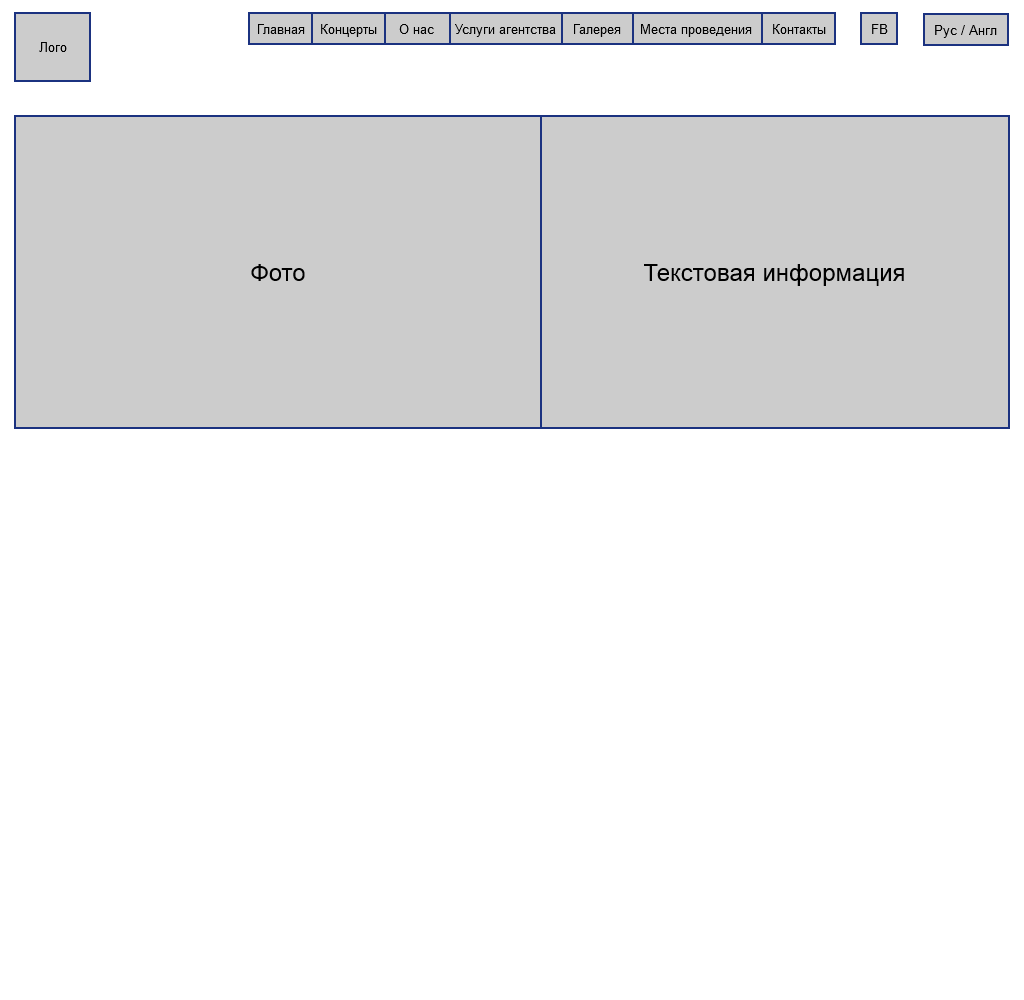 Лого
Главная
Концерты
О нас
Услуги агентства
Галерея
Места проведения
Контакты
FB
Рус / Англ
Фото
Текстовая информация